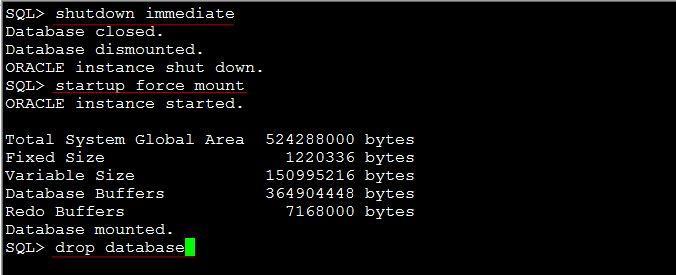 SQL> shutdown immediate
Database closed.
Database dismounted.
ORACLE instance shut down.
SQL> startup force mount
ORACLE instance started.
Total System Global Area  524288000 bytes
Fixed Size                  1220336 bytes
Variable Size             150995216 bytes
Database Buffers          364904448 bytes
Redo Buffers                7168000 bytes
Database mounted.
SQL> drop database